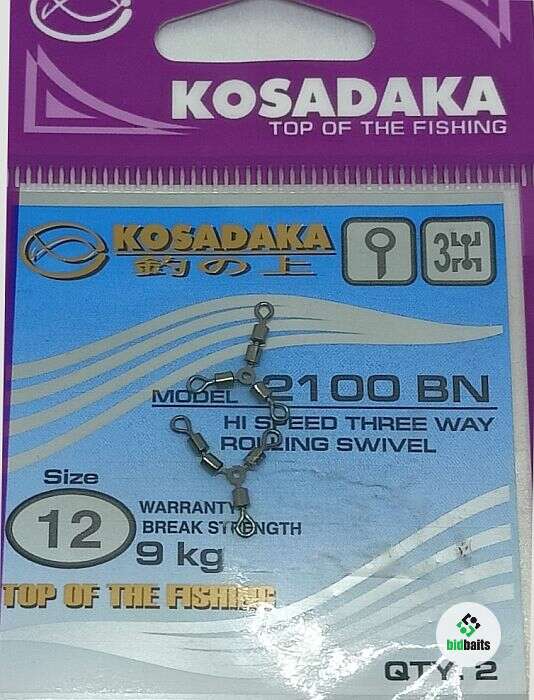 KOSADAKA
TOP OF THE FISHING
KOSADAKA
釣の上
3
MODEL 2100 BN
HI SPEED THREE WAY
ROLLING SWIVEL
Size
12
WARRANTY
BREAK STRENGTH
9 kg
TOP OF THE FISHING
bidbaits
QTY. 2